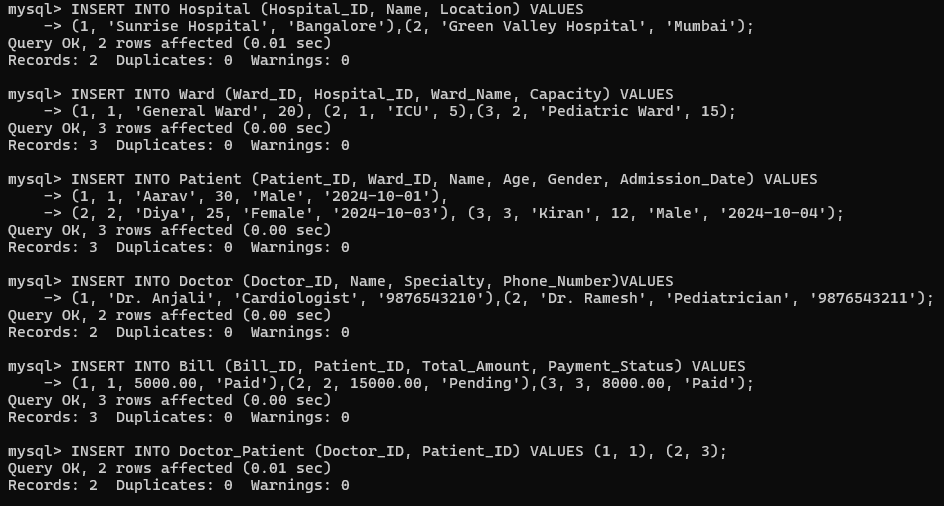 mysql> INSERT INTO Hospital (Hospital_ID, Name, Location) VALUES
    -> (1, 'Sunrise Hospital', 'Bangalore'),(2, 'Green Valley Hospital', 'Mumbai');
Query OK, 2 rows affected (0.01 sec)
Records: 2  Duplicates: 0  Warnings: 0

mysql> INSERT INTO Ward (Ward_ID, Hospital_ID, Ward_Name, Capacity) VALUES
    -> (1, 1, 'General Ward', 20), (2, 1, 'ICU', 5),(3, 2, 'Pediatric Ward', 15);
Query OK, 3 rows affected (0.00 sec)
Records: 3  Duplicates: 0  Warnings: 0

mysql> INSERT INTO Patient (Patient_ID, Ward_ID, Name, Age, Gender, Admission_Date) VALUES
    -> (1, 1, 'Aarav', 30, 'Male', '2024-10-01'),
    -> (2, 2, 'Diya', 25, 'Female', '2024-10-03'), (3, 3, 'Kiran', 12, 'Male', '2024-10-04');
Query OK, 3 rows affected (0.00 sec)
Records: 3  Duplicates: 0  Warnings: 0

mysql> INSERT INTO Doctor (Doctor_ID, Name, Specialty, Phone_Number)VALUES
    -> (1, 'Dr. Anjali', 'Cardiologist', '9876543210'),(2, 'Dr. Ramesh', 'Pediatrician', '9876543211');
Query OK, 2 rows affected (0.00 sec)
Records: 2  Duplicates: 0  Warnings: 0

mysql> INSERT INTO Bill (Bill_ID, Patient_ID, Total_Amount, Payment_Status) VALUES
    -> (1, 1, 5000.00, 'Paid'),(2, 2, 15000.00, 'Pending'),(3, 3, 8000.00, 'Paid');
Query OK, 3 rows affected (0.00 sec)
Records: 3  Duplicates: 0  Warnings: 0

mysql> INSERT INTO Doctor_Patient (Doctor_ID, Patient_ID) VALUES (1, 1), (2, 3);
Query OK, 2 rows affected (0.01 sec)
Records: 2  Duplicates: 0  Warnings: 0